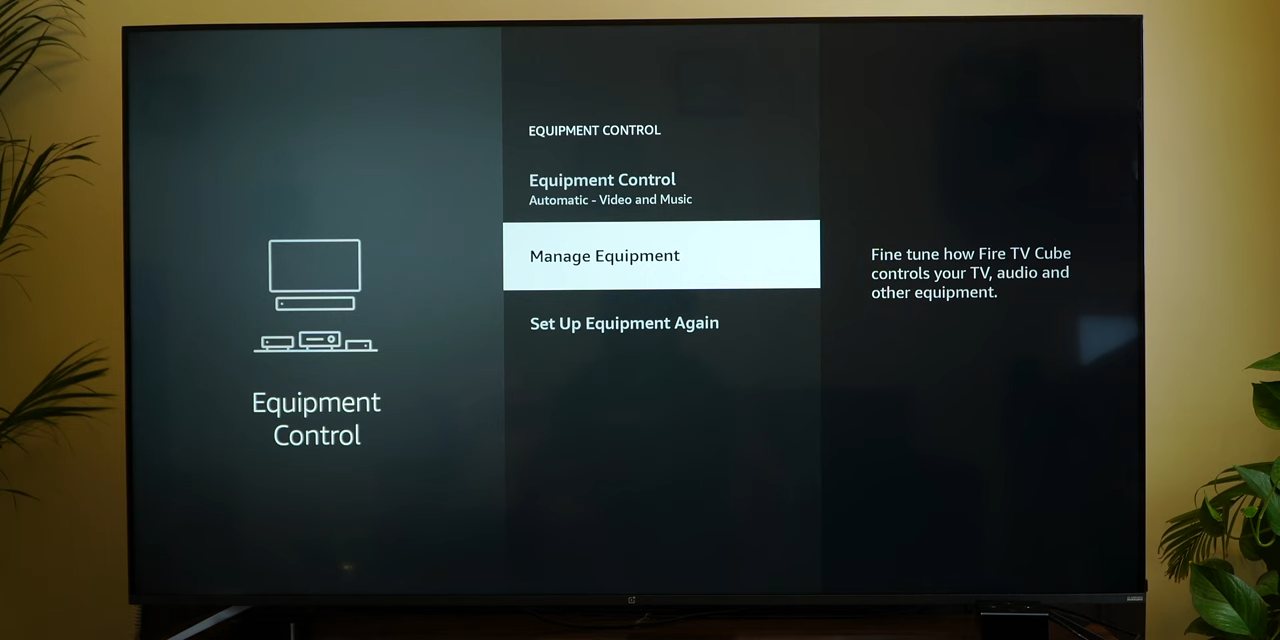 EQUIPMENT CONTROL
Equipment Control
Automatic - Video and Music
Manage Equipment
Set Up Equipment Again
Fine tune how Fire TV Cube
controls your TV, audio and
other equipment.
Equipment
Control